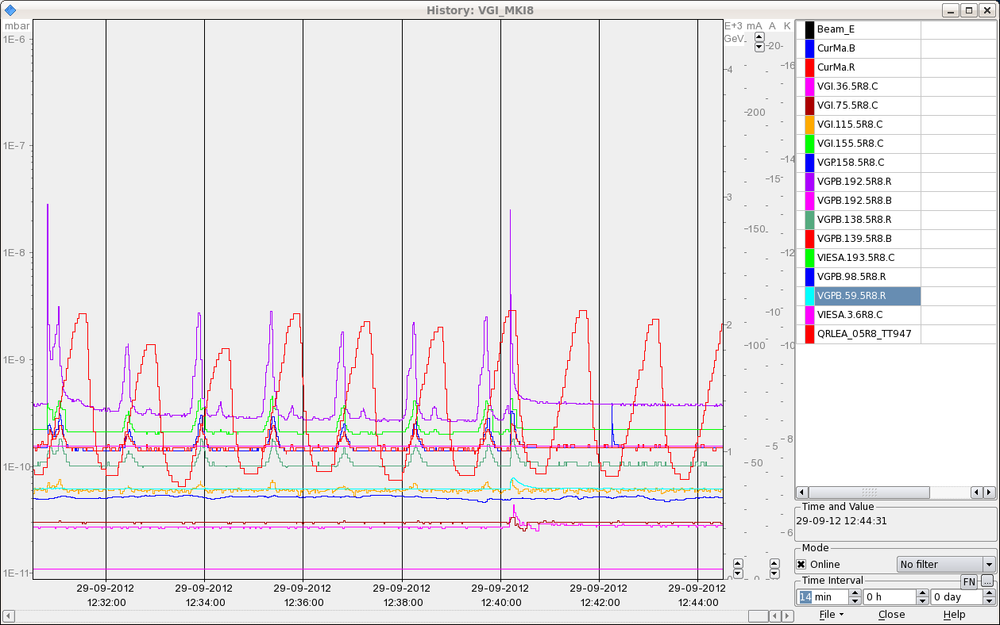 History: VGI_MKI8
mbar
E+3 mA A K
GeV
1E-6
1E-7
1E-8
1E-9
1E-10
1E-11
4
3
2
1
0
200
150
100
50
20
15
10
5
0
16
14
12
10
8
6
29-09-2012 29-09-2012 29-09-2012 29-09-2012 29-09-2012 29-09-2012 29-09-2012
12:32:00 12:34:00 12:36:00 12:38:00 12:40:00 12:42:00 12:44:00
Beam_E
CurMa.B
CurMa.R
VGI.36.5R8.C
VGI.75.5R8.C
VGI.115.5R8.C
VGI.155.5R8.C
VGP.158.5R8.C
VGPB.192.5R8.R
VGPB.192.5R8.B
VGPB.138.5R8.R
VGPB.139.5R8.B
VIESA.193.5R8.C
VGPB.98.5R8.R
VGPB.59.5R8.R
VIESA.3.6R8.C
QRLEA_05R8_TT947
Time and Value
29-09-12 12:44:31
Mode
Online No filter
Time Interval FN ...
14 min 0 h 0 day
File Close Help